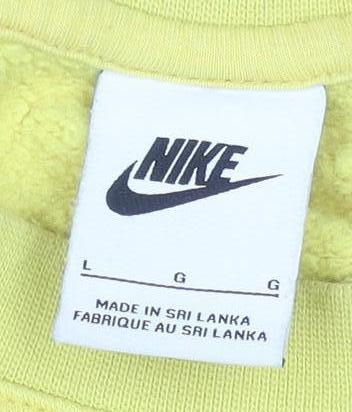 NIKE
L G G
MADE IN SRI LANKA
FABRIQUE AU SRI LANKA